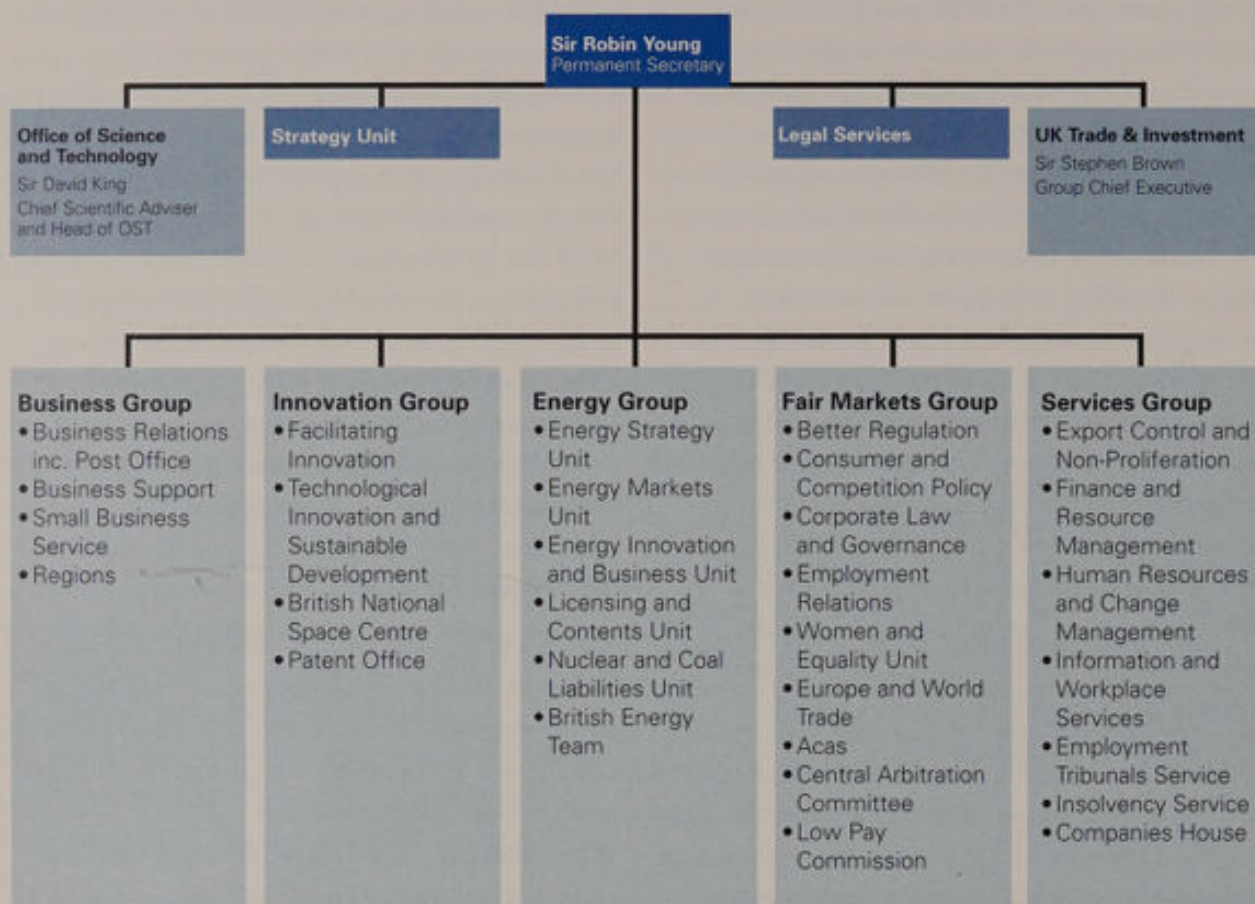 Sir Robin Young
Permanent Secretary
Office of Science
and Technology
Sir David King
Chief Scientific Adviser
and Head of OST
Strategy Unit
Legal Services
UK Trade & Investment
Sir Stephen Brown
Group Chief Executive
Business Group
• Business Relations
inc. Post Office
• Business Support
• Small Business
Service
• Regions
Innovation Group
• Facilitating
Innovation
• Technological
Innovation and
Sustainable
Development
• British National
Space Centre
• Patent Office
Energy Group
• Energy Strategy
Unit
• Energy Markets
Unit
• Energy Innovation
and Business Unit
• Licensing and
Contents Unit
• Nuclear and Coal
Liabilities Unit
• British Energy
Team
Fair Markets Group
• Better Regulation
• Consumer and
Competition Policy
• Corporate Law
and Governance
• Employment
Relations
• Women and
Equality Unit
• Europe and World
Trade
• Acas
• Central Arbitration
Committee
• Low Pay
Commission
Services Group
• Export Control and
Non-Proliferation
• Finance and
Resource
Management
• Human Resources
and Change
Management
• Information and
Workplace
Services
• Employment
Tribunals Service
• Insolvency Service
• Companies House